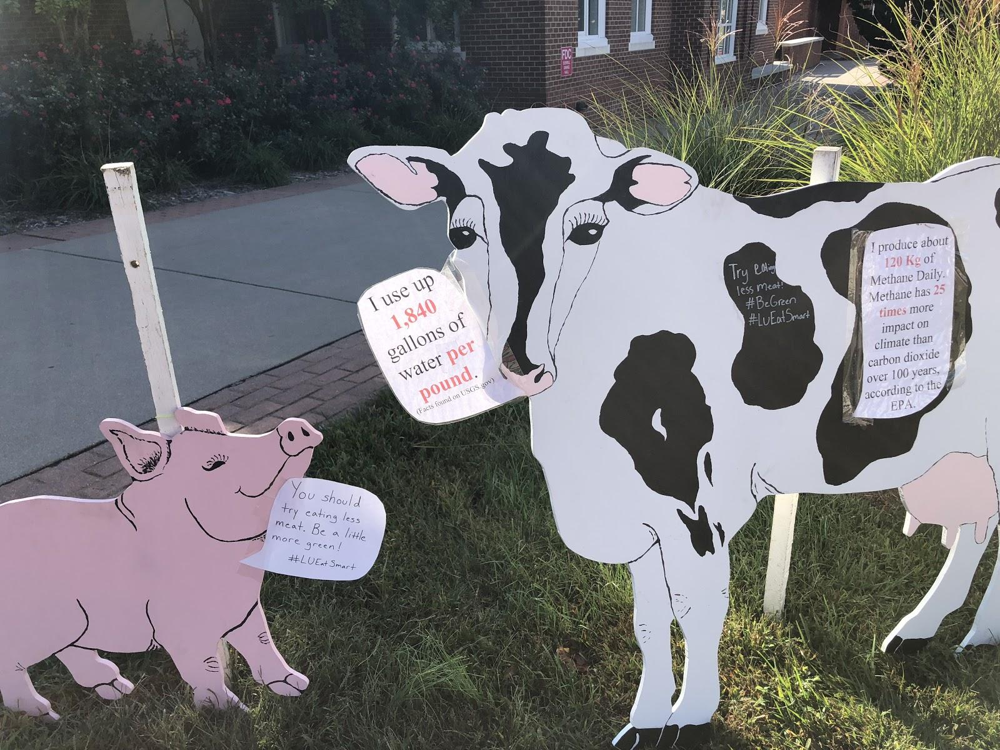 FDC
I use up
1,840
gallons of
water per
pound.
(Facts found on USGS.gov)
Try eating
less meat!
#BeGreen
#LUEatSmart
I produce about
120 Kg of
Methane Daily.
Methane has 25
times more
impact on
climate than
carbon dioxide
over 100 years,
according to the
EPA.
You should
try eating less
meat. Be a little
more green!
#LUEatSmart